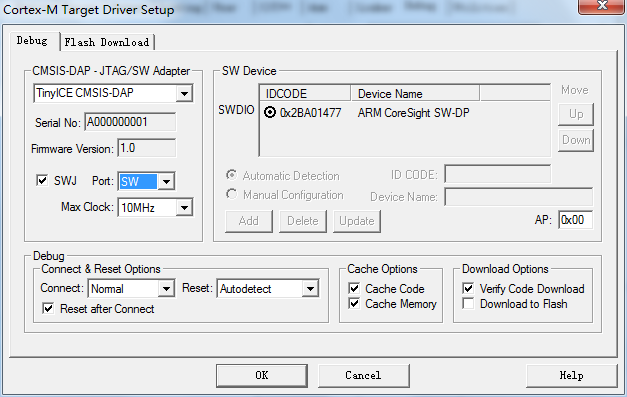 Cortex-M Target Driver Setup
Debug
Flash Download
CMSIS-DAP - JTAG/SW Adapter
TinyICE CMSIS-DAP
Serial No: A000000001
Firmware Version: 1.0
SWJ Port: SW
Max Clock: 10MHz
SW Device
IDCODE Device Name
SWDIO 0x2BA01477 ARM CoreSight SW-DP
Move
Up
Down
Automatic Detection ID CODE:
Manual Configuration Device Name:
Add Delete Update AP: 0x00
Debug
Connect & Reset Options
Connect: Normal Reset: Autodetect
Reset after Connect
Cache Options
Cache Code
Cache Memory
Download Options
Verify Code Download
Download to Flash
OK Cancel Help